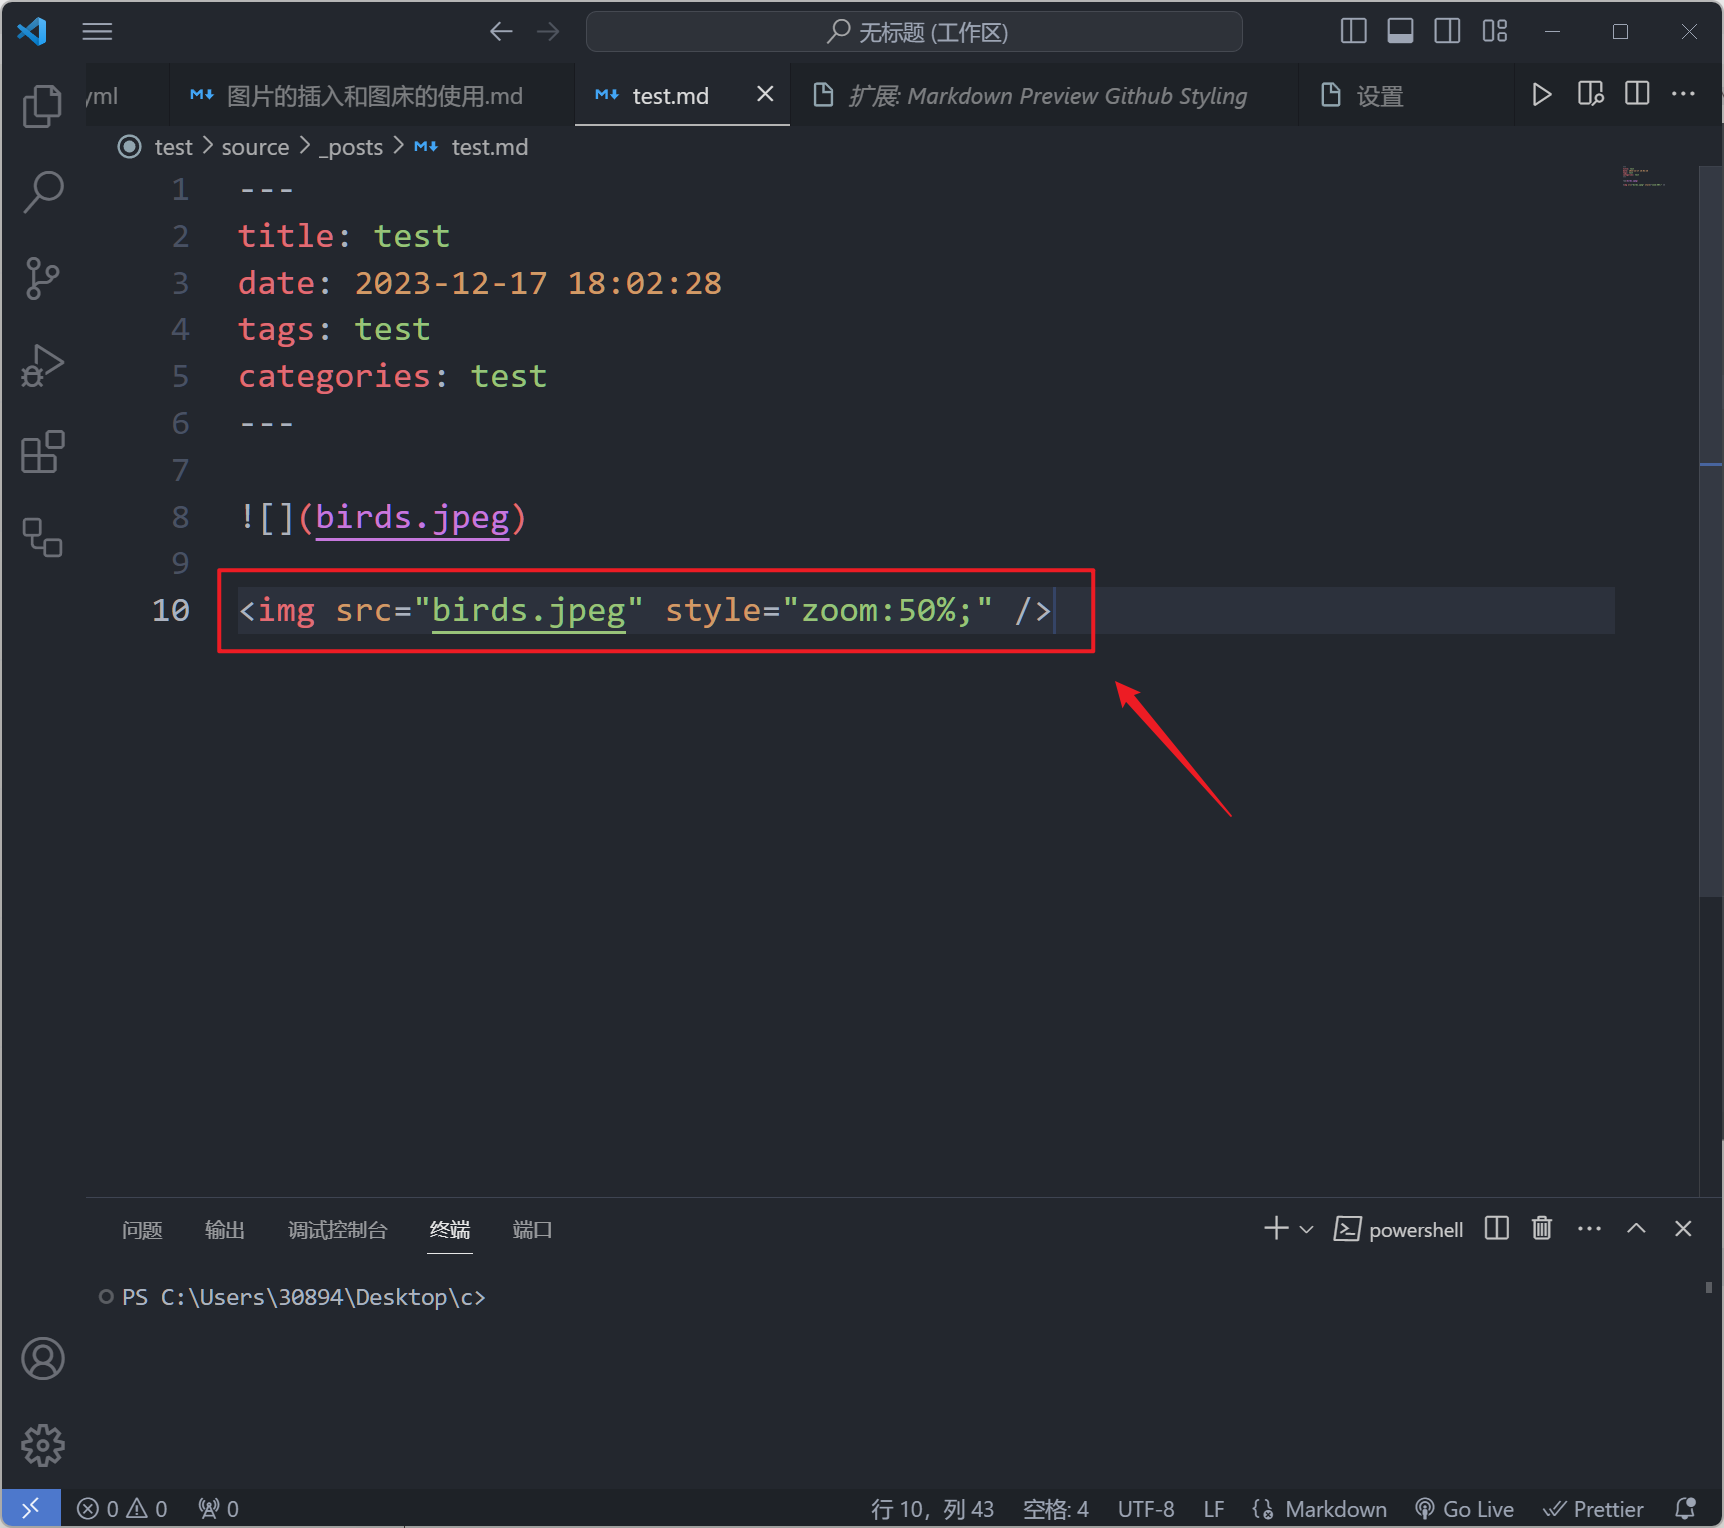 无标题 (工作区)
yml
图片的插入和图床的使用.md
test.md
扩展: Markdown Preview Github Styling
设置
test > source > _posts > test.md
1 ---
2 title: test
3 date: 2023-12-17 18:02:28
4 tags: test
5 categories: test
6 ---
7
8 ![](birds.jpeg)
9
10 <img src="birds.jpeg" style="zoom:50%;" />
问题 输出 调试控制台 终端 端口
powershell
PS C:\Users\30894\Desktop\c>
0 0 0
行 10，列 43 空格: 4 UTF-8 LF Markdown Go Live Prettier